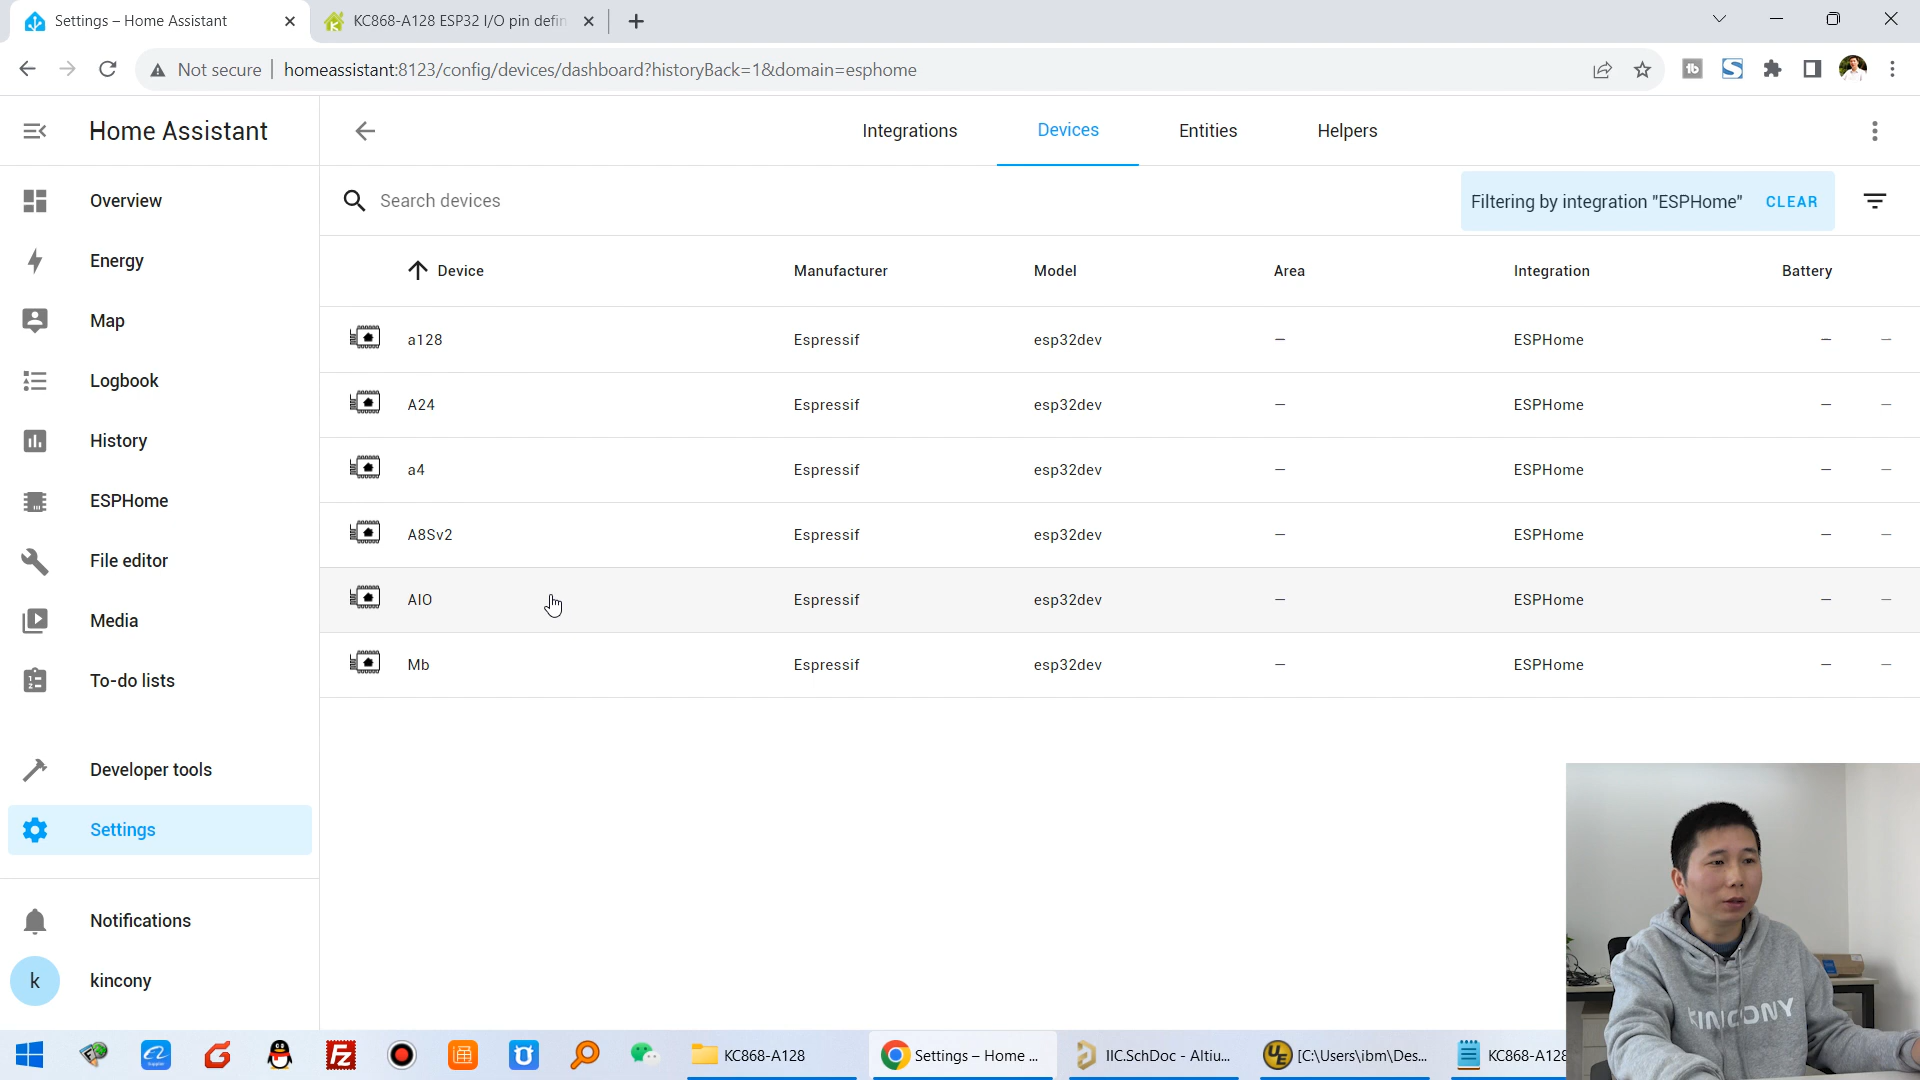 Settings – Home Assistant
KC868-A128 ESP32 I/O pin defin
Not secure
homeassistant:8123/config/devices/dashboard?historyBack=1&domain=esphome
Home Assistant
Integrations
Devices
Entities
Helpers
Overview
Energy
Map
Logbook
History
ESPHome
File editor
Media
To-do lists
Developer tools
Settings
Notifications
k
kincony
Search devices
Filtering by integration "ESPHome" CLEAR
Device Manufacturer Model Area Integration Battery
a128 Espressif esp32dev – ESPHome – –
A24 Espressif esp32dev – ESPHome – –
a4 Espressif esp32dev – ESPHome – –
A8Sv2 Espressif esp32dev – ESPHome – –
AIO Espressif esp32dev – ESPHome – –
Mb Espressif esp32dev – ESPHome – –
KC868-A128
Settings – Home ...
IIC.SchDoc - Altiu...
[C:\Users\ibm\Des...
KC868-A128
KINCONY